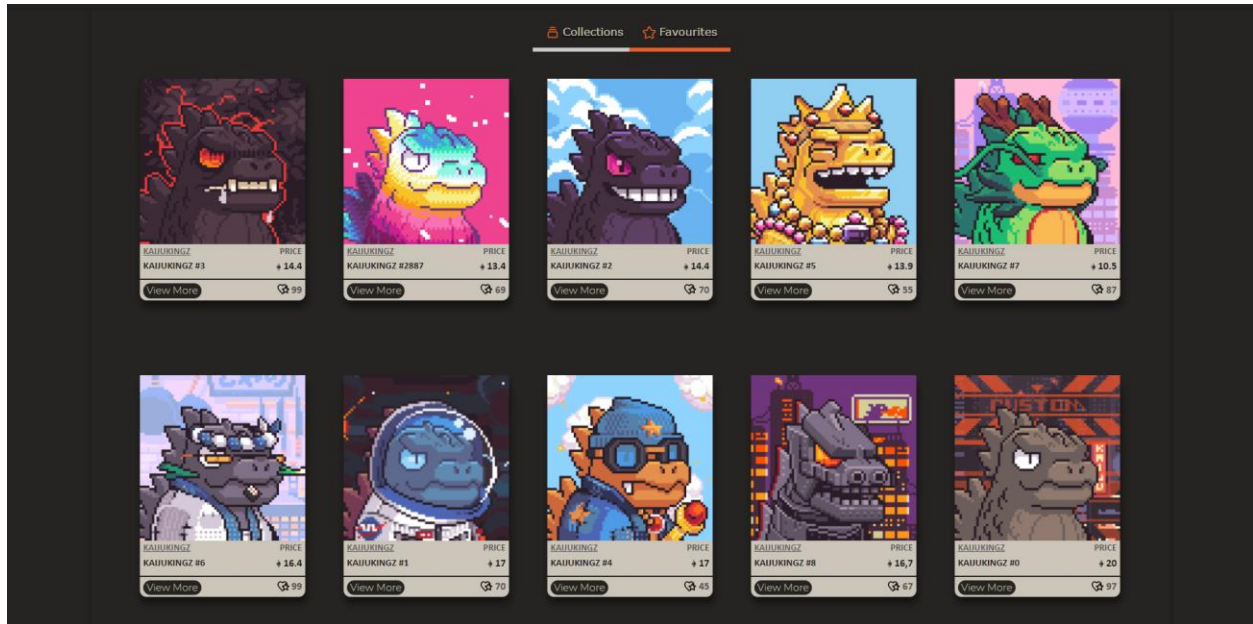 Collections Favourites
KAIJUKINGZ PRICE
KAIJUKINGZ #3 14.4
View More 99
KAIJUKINGZ PRICE
KAIJUKINGZ #2887 13.4
View More 69
KAIJUKINGZ PRICE
KAIJUKINGZ #2 14.4
View More 70
KAIJUKINGZ PRICE
KAIJUKINGZ #5 13.9
View More 55
KAIJUKINGZ PRICE
KAIJUKINGZ #7 10.5
View More 87
KAIJUKINGZ PRICE
KAIJUKINGZ #6 16.4
View More 99
KAIJUKINGZ PRICE
KAIJUKINGZ #1 17
View More 70
KAIJUKINGZ PRICE
KAIJUKINGZ #4 17
View More 45
KAIJUKINGZ PRICE
KAIJUKINGZ #8 16,7
View More 67
CUSTOM
KAIJU
KAIJUKINGZ PRICE
KAIJUKINGZ #0 20
View More 97